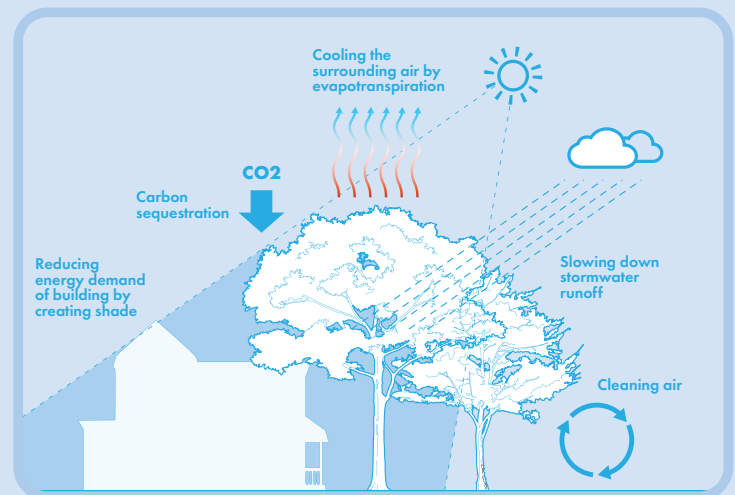 Cooling the
surrounding air by
evapotranspiration
CO2
Carbon
sequestration
Reducing
energy demand
of building by
creating shade
Slowing down
stormwater
runoff
Cleaning air